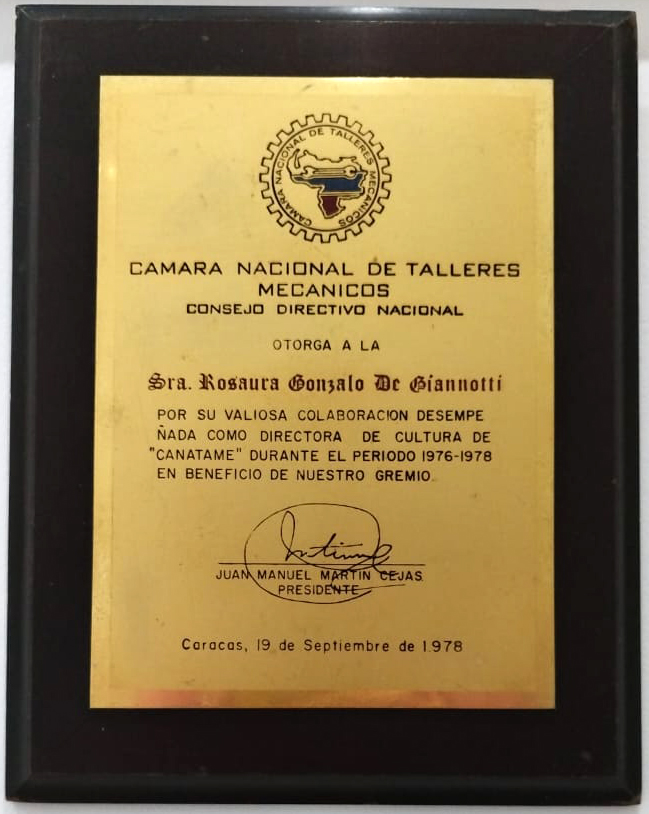 CAMARA NACIONAL DE TALLERES MECANICOS
CAMARA NACIONAL DE TALLERES
MECANICOS
CONSEJO DIRECTIVO NACIONAL
OTORGA A LA
Sra. Rosaura Gonzalo De Giannotti
POR SU VALIOSA COLABORACION DESEMPE
ÑADA COMO DIRECTORA DE CULTURA DE
"CANATAME" DURANTE EL PERIODO 1976-1978
EN BENEFICIO DE NUESTRO GREMIO.
JUAN MANUEL MARTIN CEJAS
PRESIDENTE
Caracas, 19 de Septiembre de 1.978